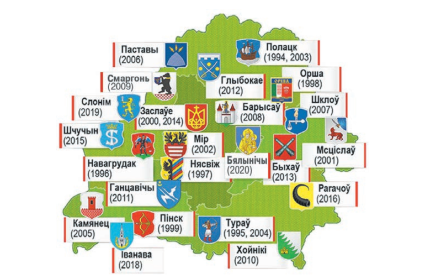 Паставы
(2006)
Полацк
(1994, 2003)
Смаргонь
(2009)
Глыбокае
(2012)
Орша
(1998)
Слонім
(2019)
Заслаўе
(2000, 2014)
Барысаў
(2008)
Шклоў
(2007)
Шчучын
(2015)
Мір
(2002)
Мсціслаў
(2001)
Навагрудак
(1996)
Нясвіж
(1997)
Бялынічы
(2020)
Быхаў
(2013)
Ганцавічы
(2011)
Рагачоў
(2016)
Камянец
(2005)
Пінск
(1999)
Тураў
(1995, 2004)
Іванава
(2018)
Хойнікі
(2010)